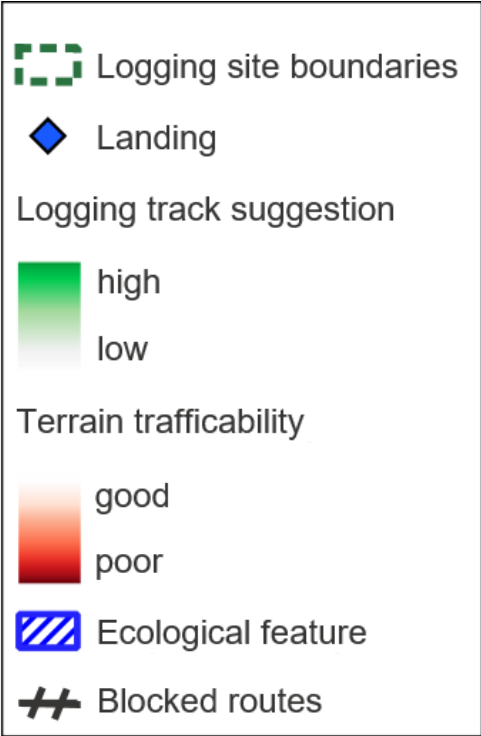 Logging site boundaries
Landing
Logging track suggestion
high
low
Terrain trafficability
good
poor
Ecological feature
Blocked routes